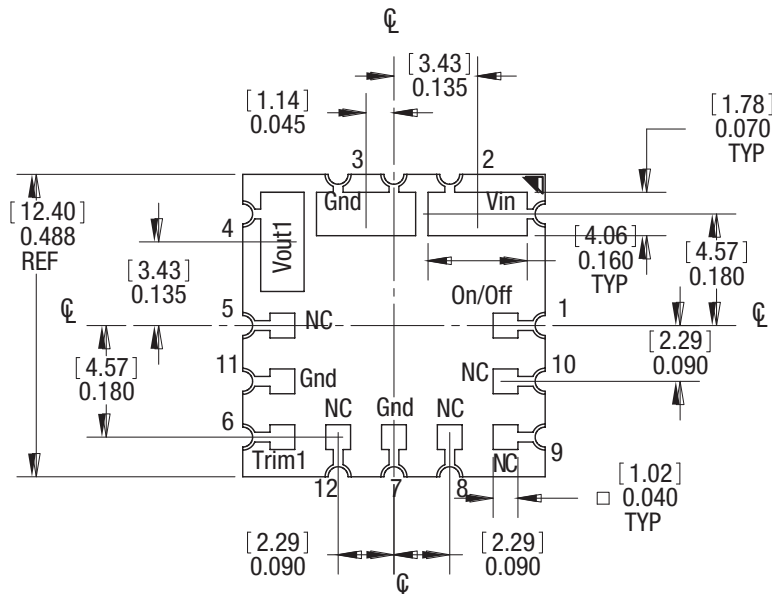 ℄
[3.43]
0.135
[1.14]
0.045
[1.78]
0.070
TYP
3
2
Gnd
Vin
[12.40]
0.488
REF
4
Vout1
[4.06]
0.160
TYP
[4.57]
0.180
[3.43]
0.135
On/Off
℄
5
NC
1
℄
[4.57]
0.180
11
Gnd
NC
10
[2.29]
0.090
6
Trim1
NC
Gnd
NC
NC
9
12
7
8
[1.02]
□ 0.040
TYP
[2.29]
0.090
[2.29]
0.090
℄